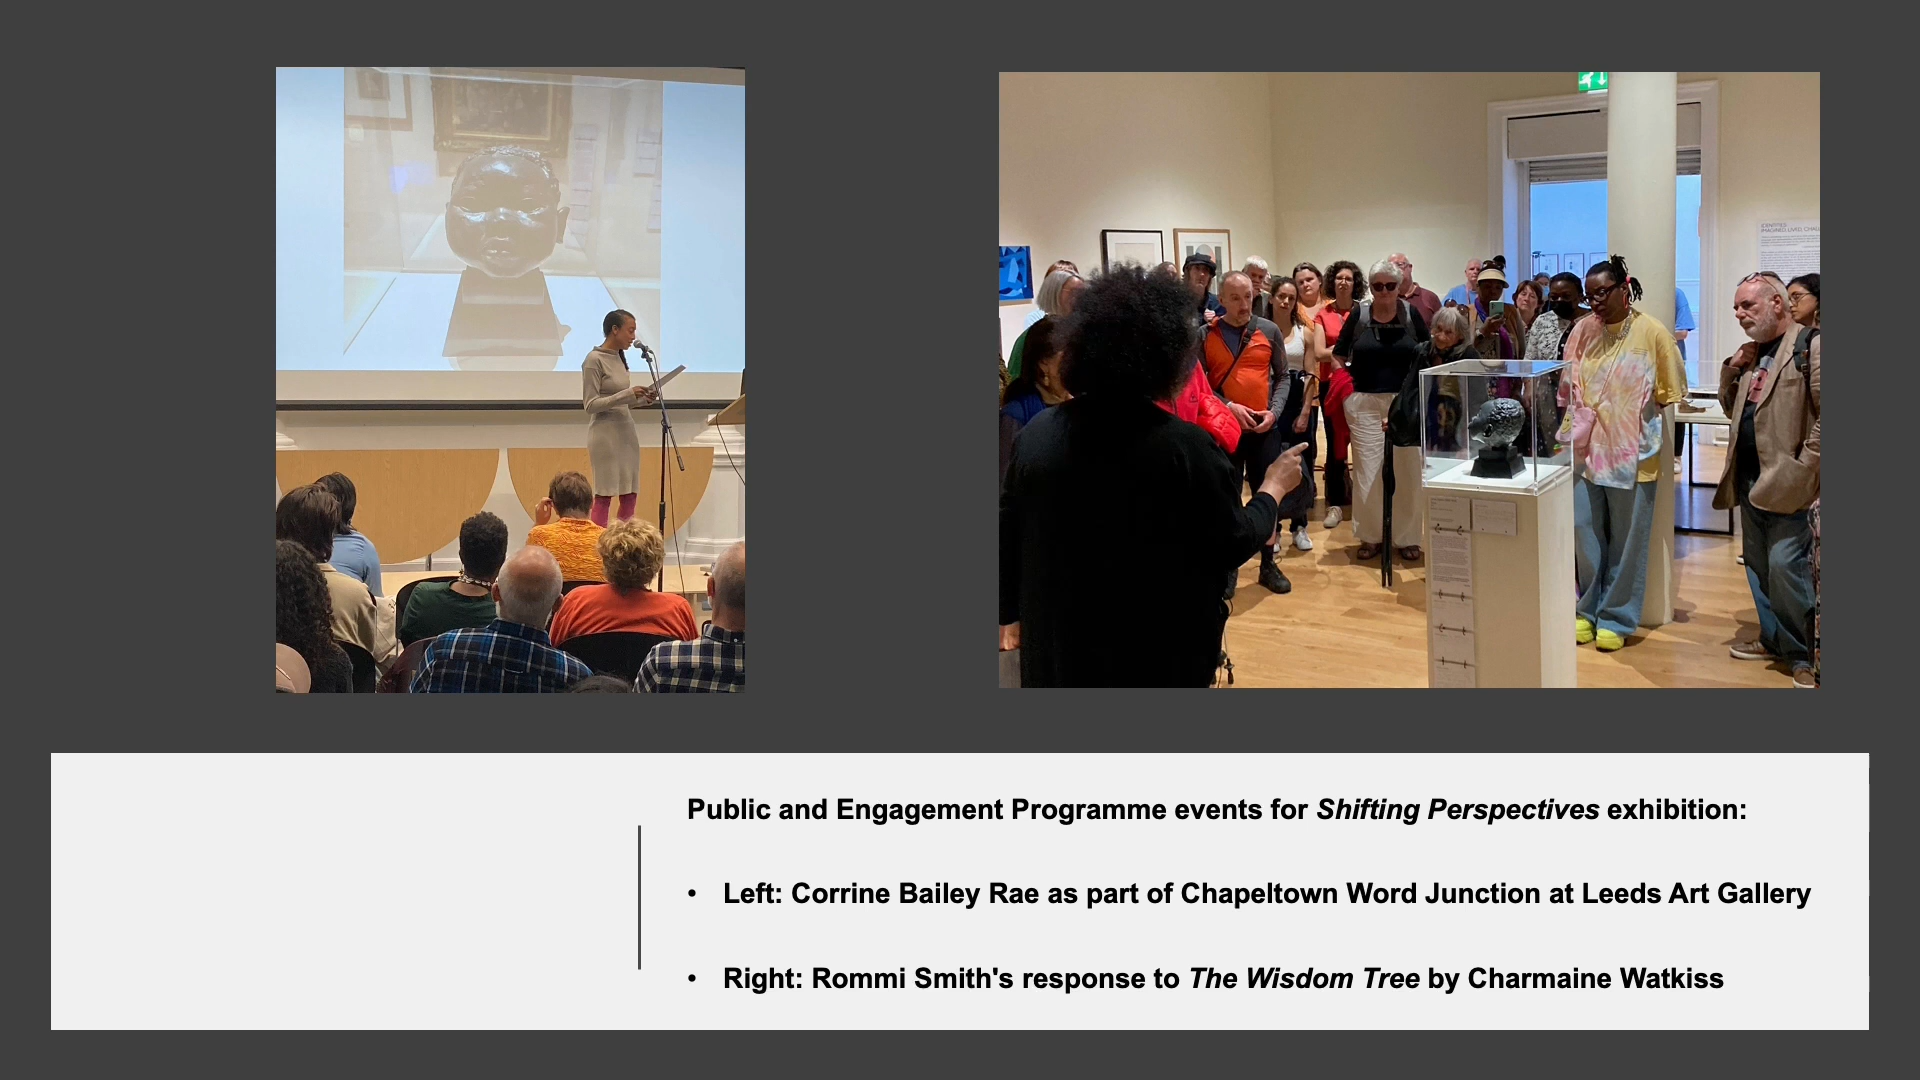 IDENTITIES:
Public and Engagement Programme events for Shifting Perspectives exhibition:
• Left: Corrine Bailey Rae as part of Chapeltown Word Junction at Leeds Art Gallery
• Right: Rommi Smith's response to The Wisdom Tree by Charmaine Watkiss